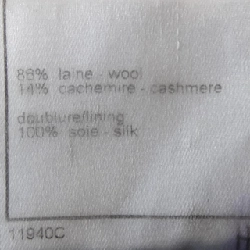 86% laine - wool
14% cachemire - cashmere
doublure/lining
100% soie - silk
11940C